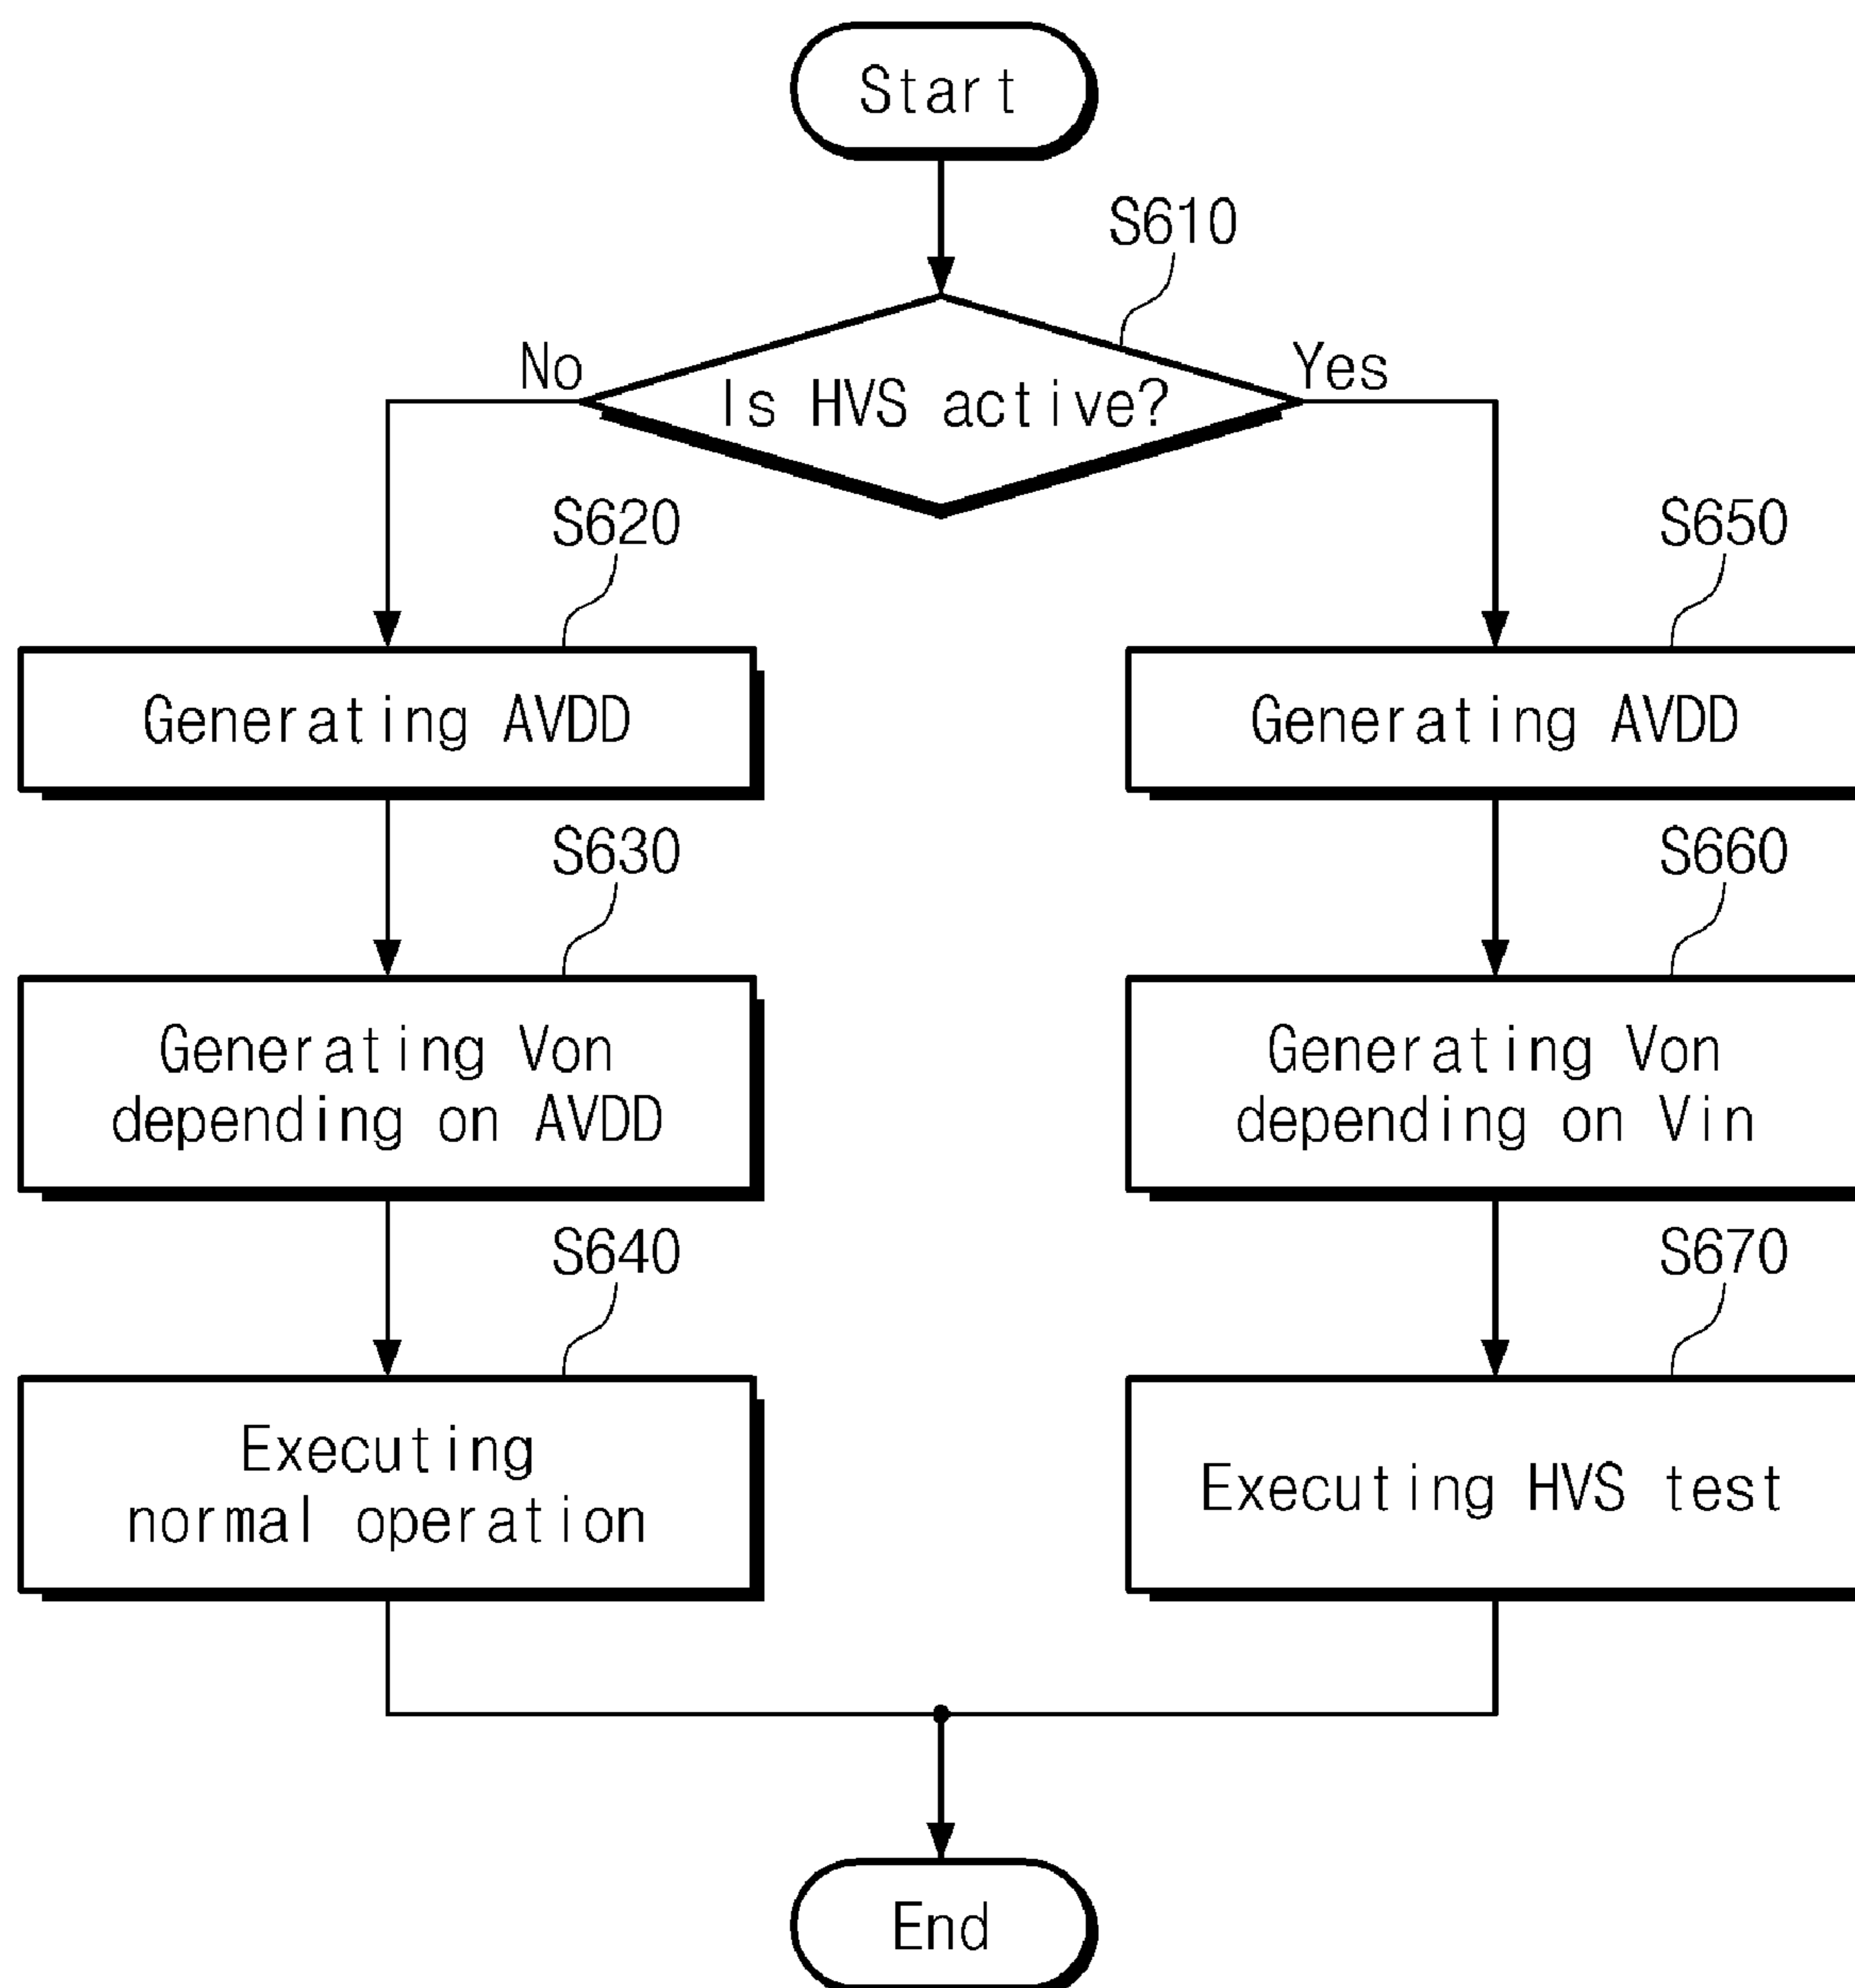 Start
S610
No
Yes
Is HVS active?
S620
S650
Generating AVDD
Generating AVDD
S630
S660
Generating Von
depending on AVDD
Generating Von
depending on Vin
S640
S670
Executing
normal operation
Executing HVS test
End